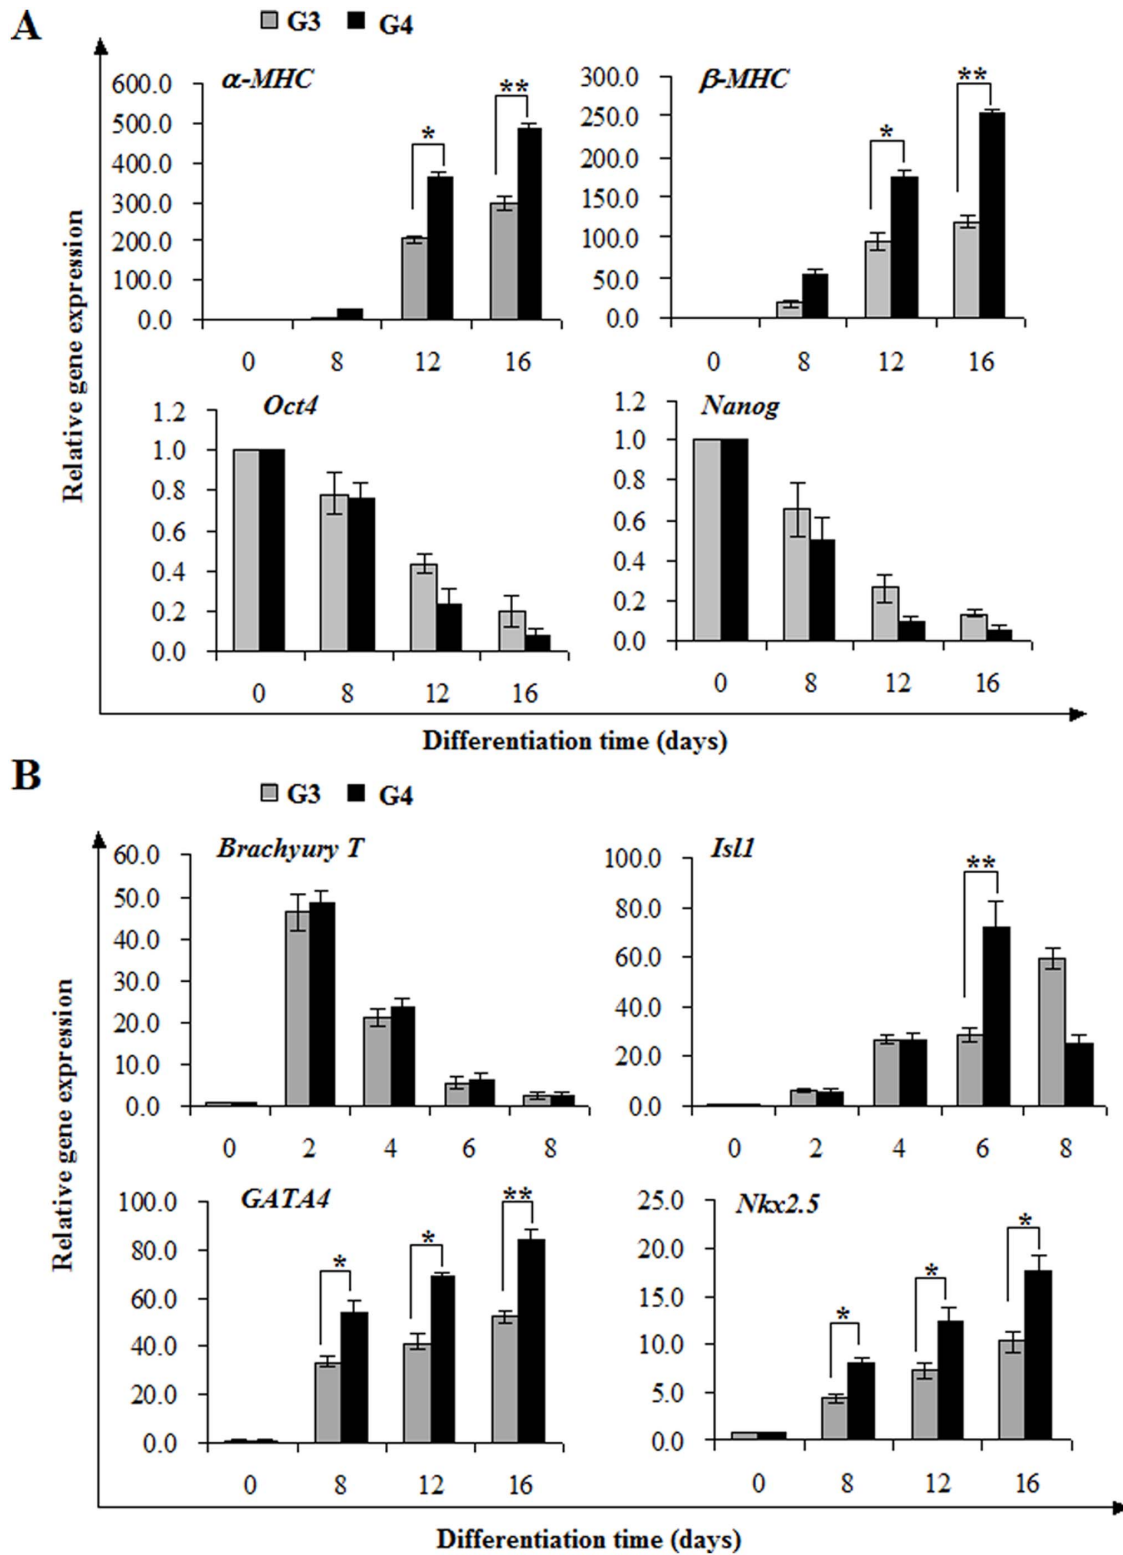 A
G3 G4
Relative gene expression
α-MHC
600.0
500.0
400.0
300.0
200.0
100.0
0.0
* **
0 8 12 16
β-MHC
300.0
250.0
200.0
150.0
100.0
50.0
0.0
* **
0 8 12 16
Oct4
1.2
1.0
0.8
0.6
0.4
0.2
0.0
0 8 12 16
Nanog
1.2
1.0
0.8
0.6
0.4
0.2
0.0
0 8 12 16
Differentiation time (days)
B
G3 G4
Relative gene expression
Brachyury T
60.0
50.0
40.0
30.0
20.0
10.0
0.0
0 2 4 6 8
Isl1
100.0
80.0
60.0
40.0
20.0
0.0
**
0 2 4 6 8
GATA4
100.0
80.0
60.0
40.0
20.0
0.0
* * **
0 8 12 16
Nkx2.5
25.0
20.0
15.0
10.0
5.0
0.0
* * *
0 8 12 16
Differentiation time (days)